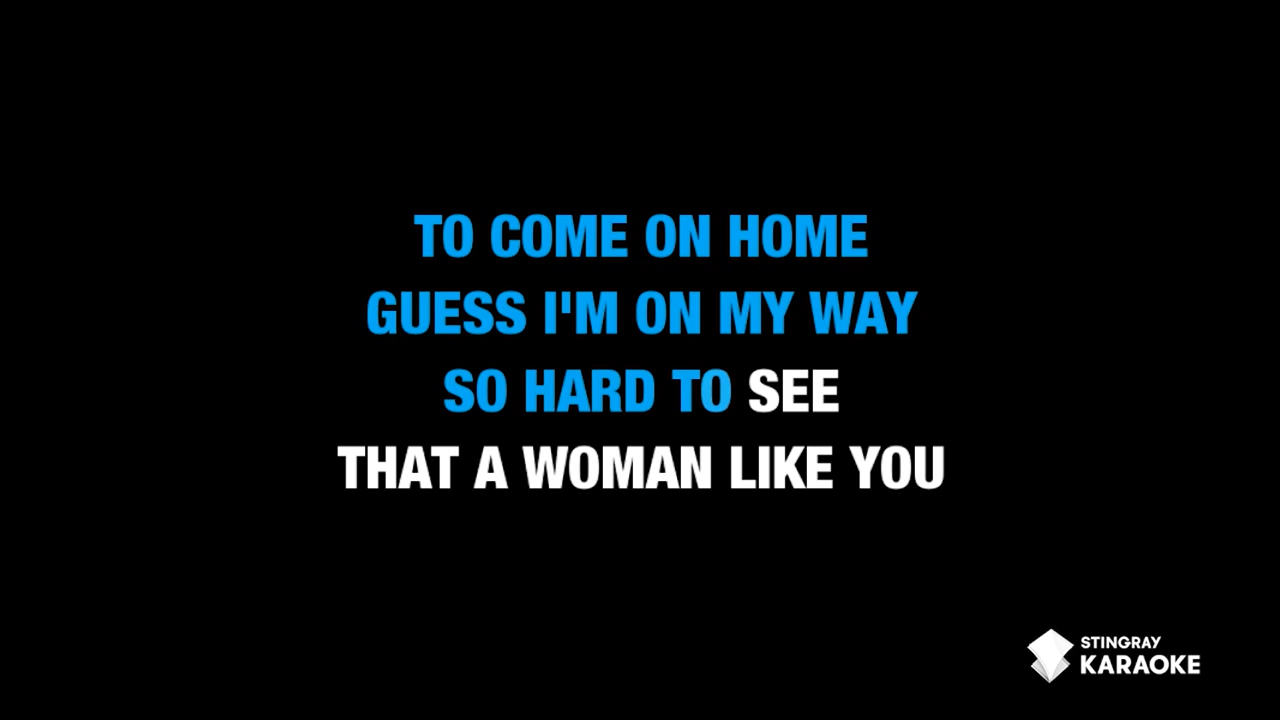 TO COME ON HOME
GUESS I'M ON MY WAY
SO HARD TO SEE
THAT A WOMAN LIKE YOU
STINGRAY
KARAOKE